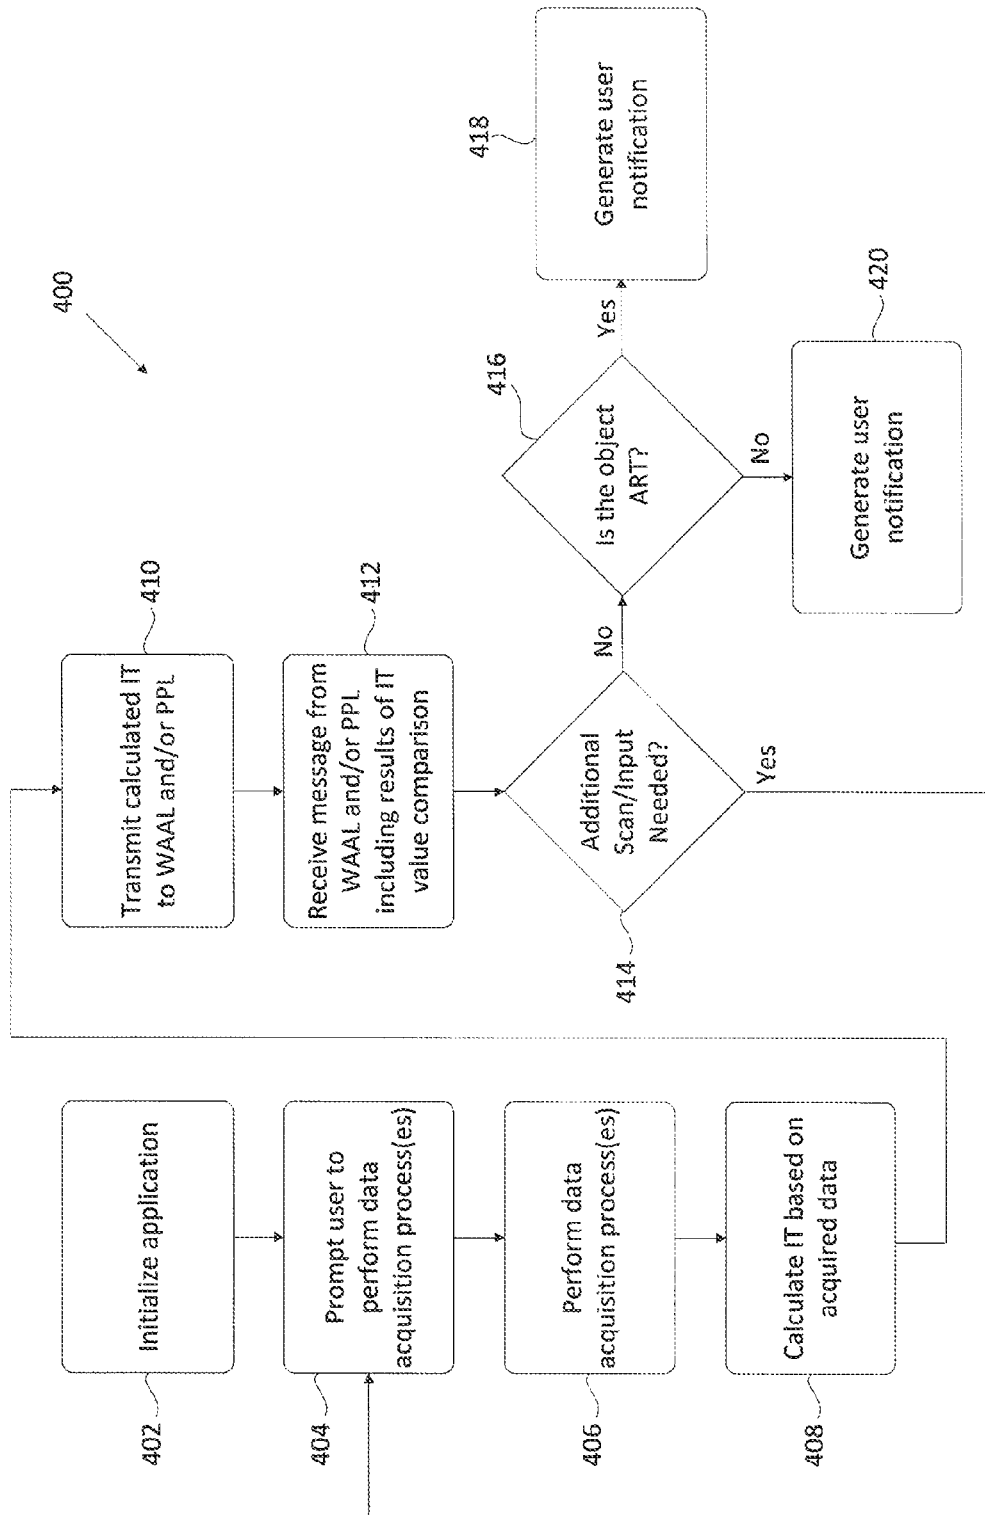 400
402
Initialize application
404
Prompt user to
perform data
acquisition process(es)
406
Perform data
acquisition process(es)
408
Calculate IT based on
acquired data
410
Transmit calculated IT
to WAAL and/or PPL
412
Receive message from
WAAL and/or PPL
including results of IT
value comparison
414
Additional
Scan/Input
Needed?
Yes
No
416
Is the object
ART?
Yes
No
418
Generate user
notification
420
Generate user
notification